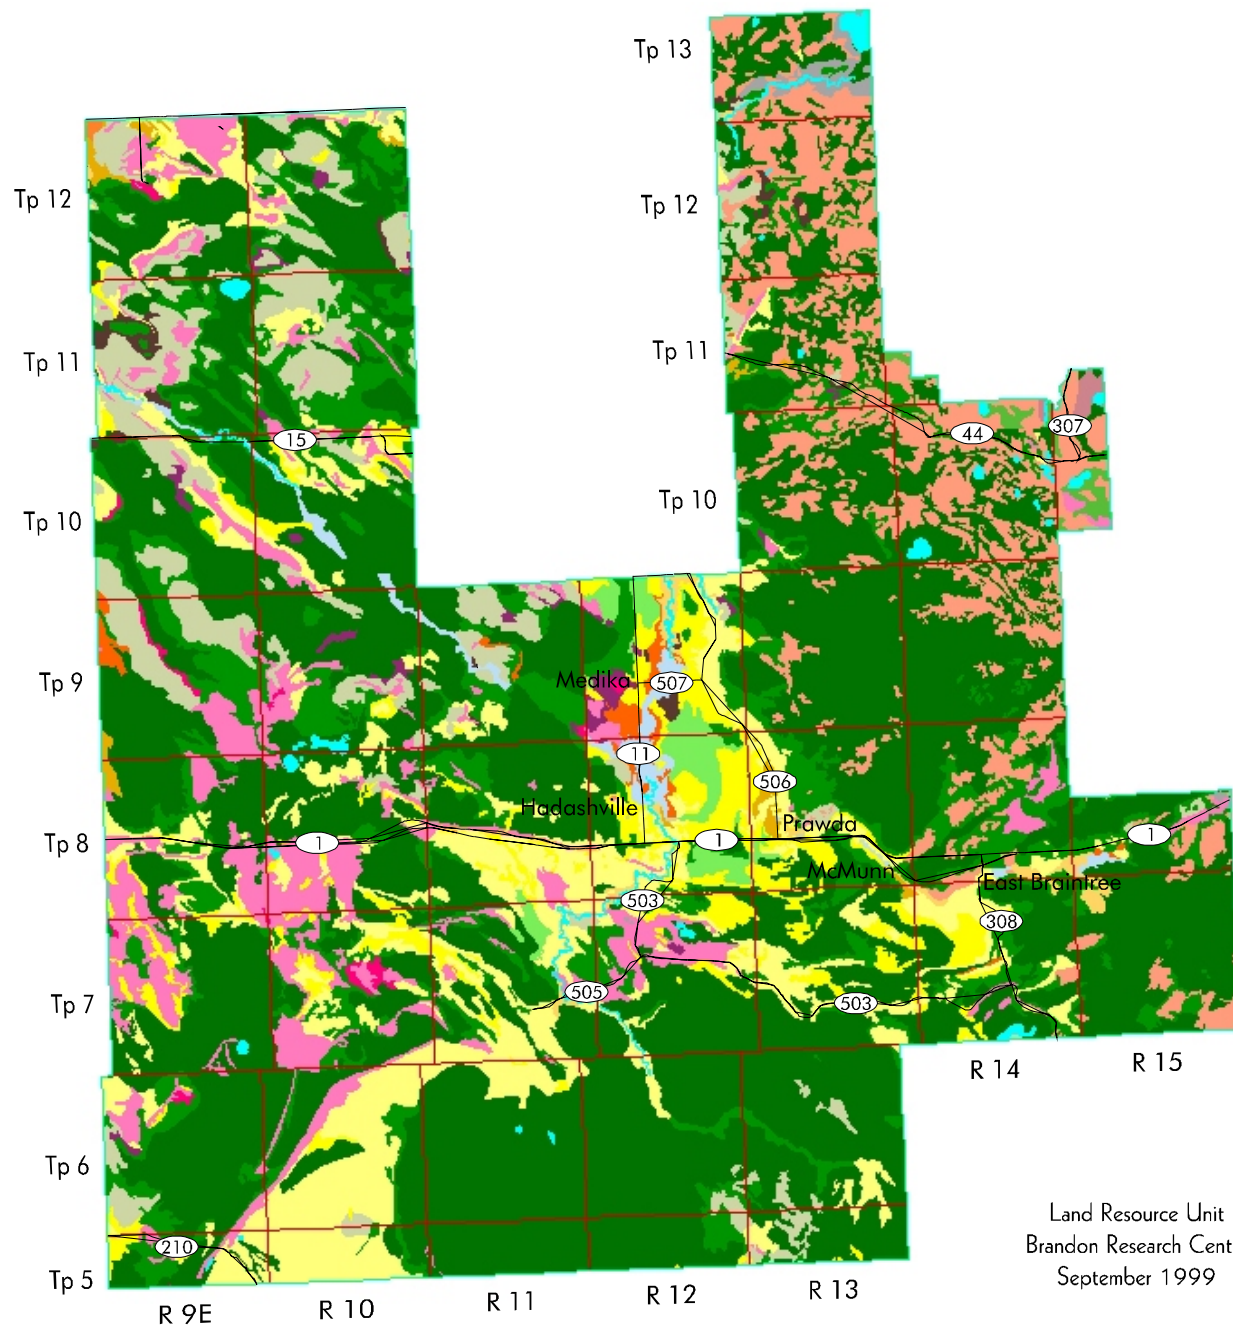 Tp 13
Tp 12
Tp 12
Tp 11
Tp 11
15
44
307
Tp 10
Tp 10
Medika
507
Tp 9
11
506
Hadashville
Prawda
1
1
1
Tp 8
McMunn
East Braintree
503
308
505
503
Tp 7
R 14
R 15
Tp 6
Land Resource Unit
210
Brandon Research Cent
Tp 5
September 1999
R 9E
R 10
R 11
R 12
R 13